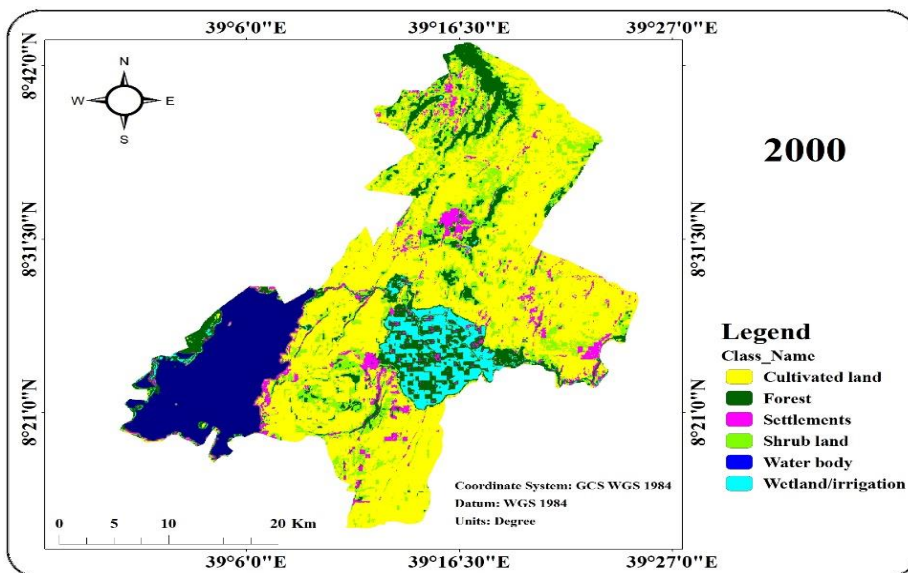 39°6'0"E 39°16'30"E 39°27'0"E
8°42'0"N
8°42'0"N
N
W E
S
2000
8°31'30"N
8°31'30"N
Legend
Class_Name
Cultivated land
Forest
Settlements
Shrub land
Water body
Wetland/irrigation
8°21'0"N
8°21'0"N
Coordinate System: GCS WGS 1984
Datum: WGS 1984
Units: Degree
0 5 10 20 Km
39°6'0"E 39°16'30"E 39°27'0"E